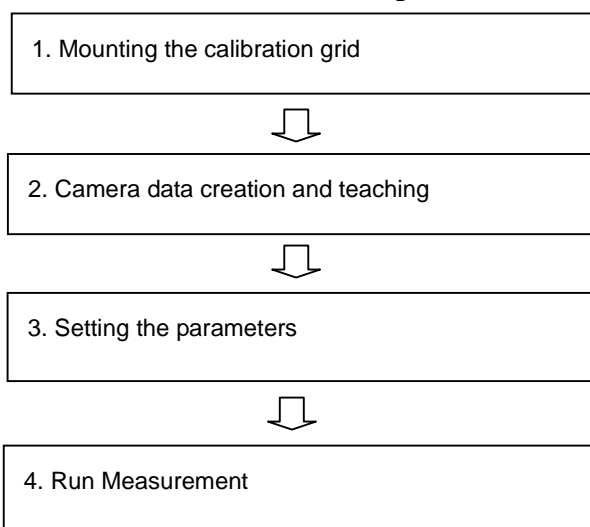 1. Mounting the calibration grid
2. Camera data creation and teaching
3. Setting the parameters
4. Run Measurement